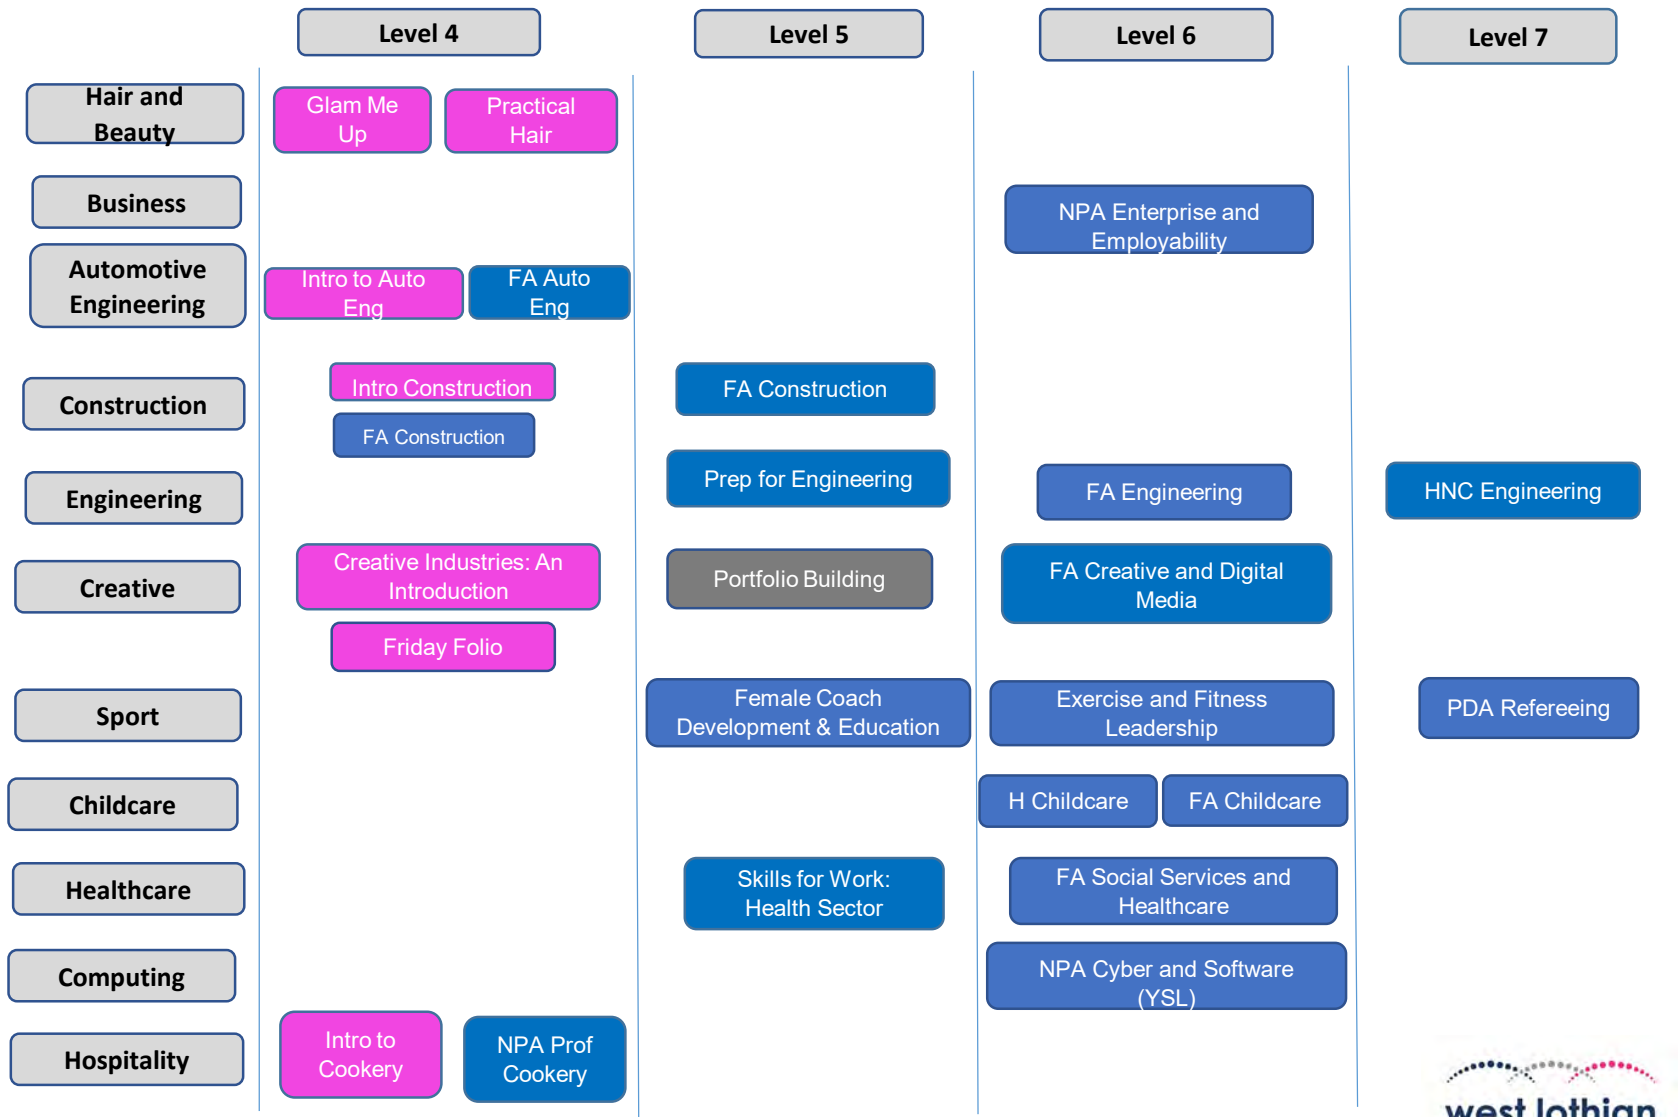 Level 4
Level 5
Level 6
Level 7
Hair and
Beauty
Glam Me
Up
Practical
Hair
Business
NPA Enterprise and
Employability
Automotive
Engineering
Intro to Auto
Eng
FA Auto
Eng
Construction
Intro Construction
FA Construction
FA Construction
Engineering
Prep for Engineering
FA Engineering
HNC Engineering
Creative
Creative Industries: An
Introduction
Friday Folio
Portfolio Building
FA Creative and Digital
Media
Sport
Female Coach
Development & Education
Exercise and Fitness
Leadership
PDA Refereeing
Childcare
H Childcare
FA Childcare
Healthcare
Skills for Work:
Health Sector
FA Social Services and
Healthcare
Computing
NPA Cyber and Software
(YSL)
Hospitality
Intro to
Cookery
NPA Prof
Cookery
west lothian